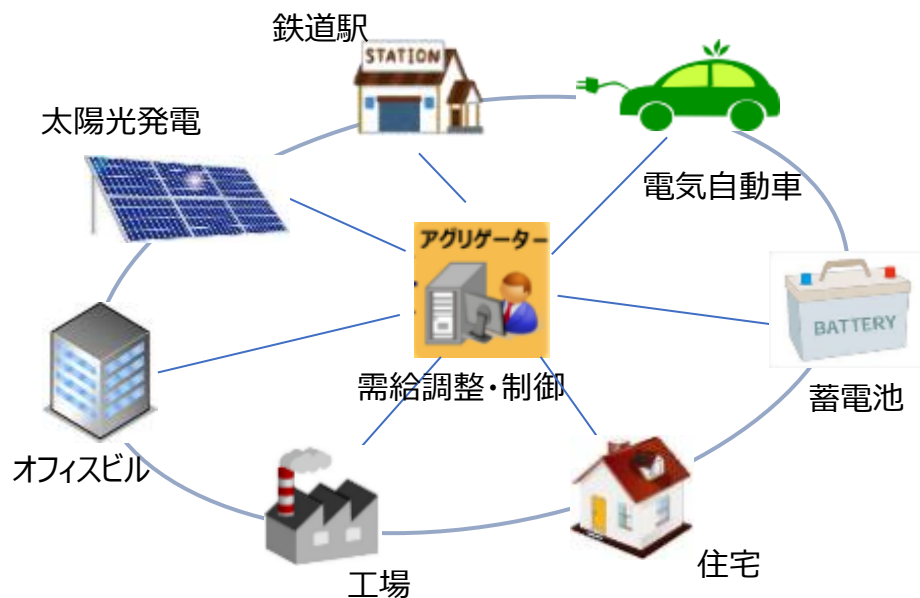 鉄道駅
STATION
太陽光発電
電気自動車
アグリゲーター
BATTERY
需給調整・制御
蓄電池
オフィスビル
住宅
工場